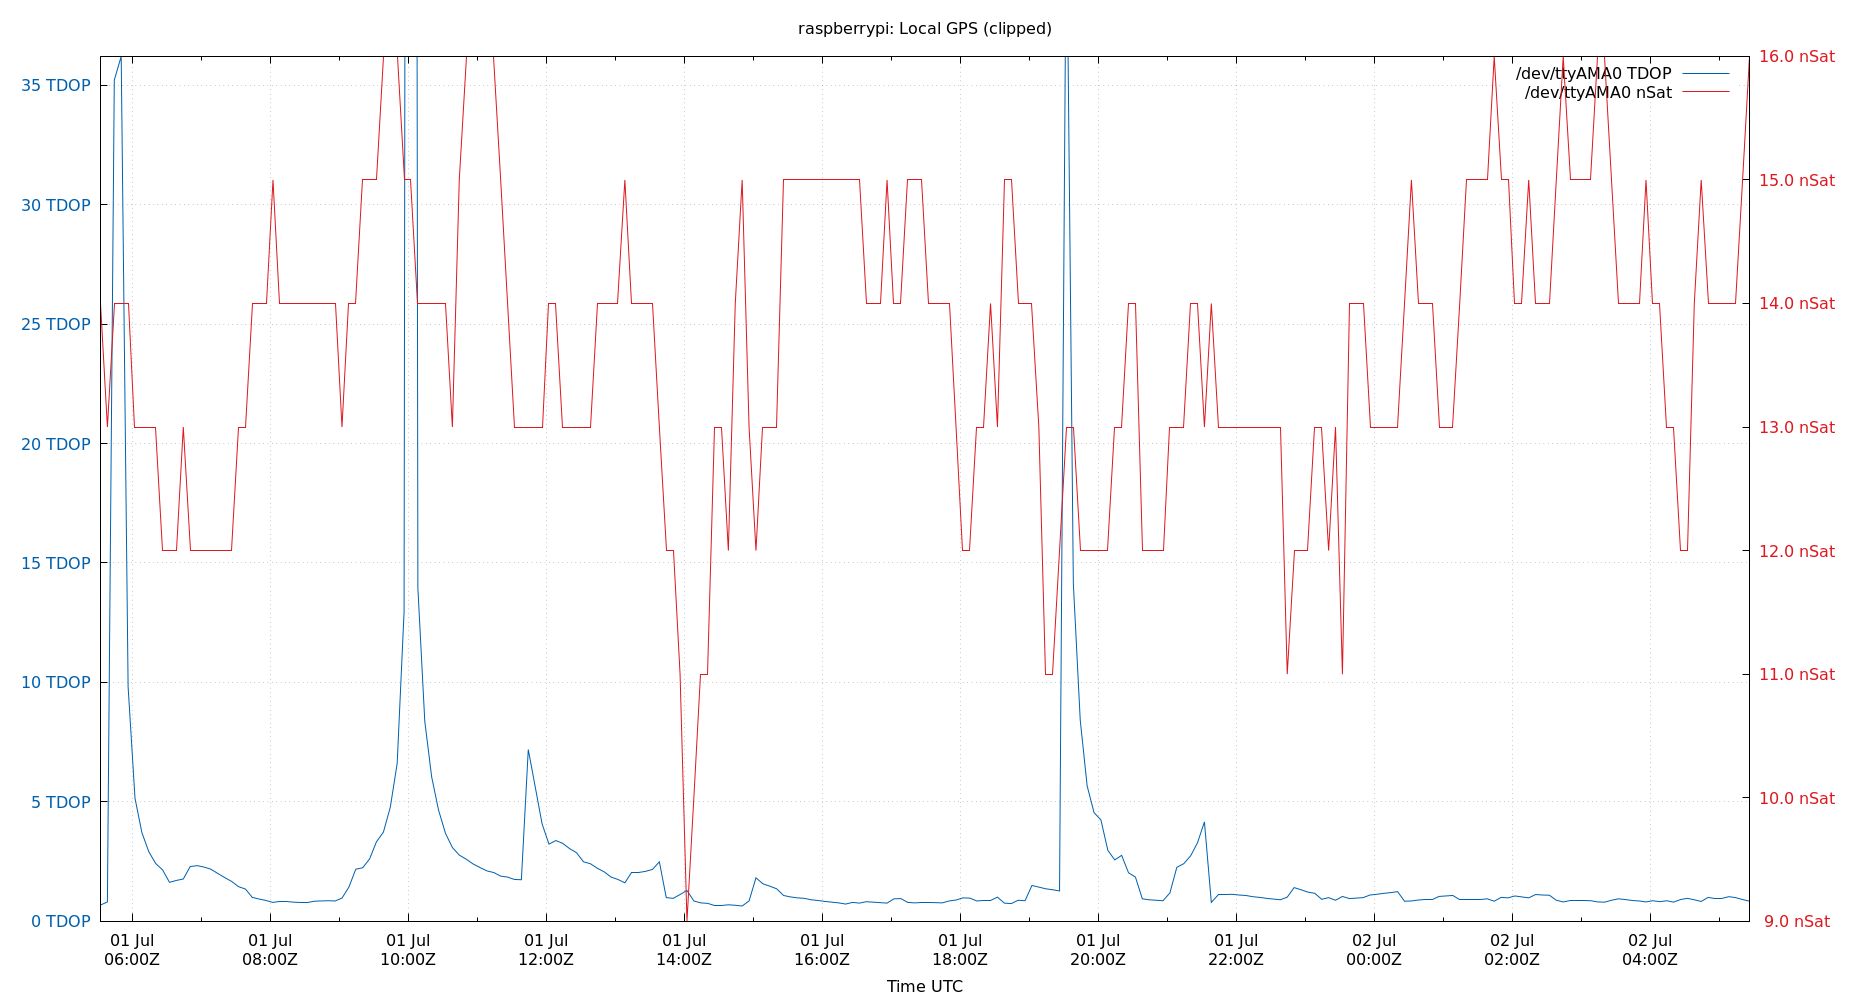 raspberrypi: Local GPS (clipped)
/dev/ttyAMA0 TDOP
/dev/ttyAMA0 nSat
35 TDOP
30 TDOP
25 TDOP
20 TDOP
15 TDOP
10 TDOP
5 TDOP
0 TDOP
16.0 nSat
15.0 nSat
14.0 nSat
13.0 nSat
12.0 nSat
11.0 nSat
10.0 nSat
9.0 nSat
01 Jul
06:00Z
01 Jul
08:00Z
01 Jul
10:00Z
01 Jul
12:00Z
01 Jul
14:00Z
01 Jul
16:00Z
01 Jul
18:00Z
01 Jul
20:00Z
01 Jul
22:00Z
02 Jul
00:00Z
02 Jul
02:00Z
02 Jul
04:00Z
Time UTC